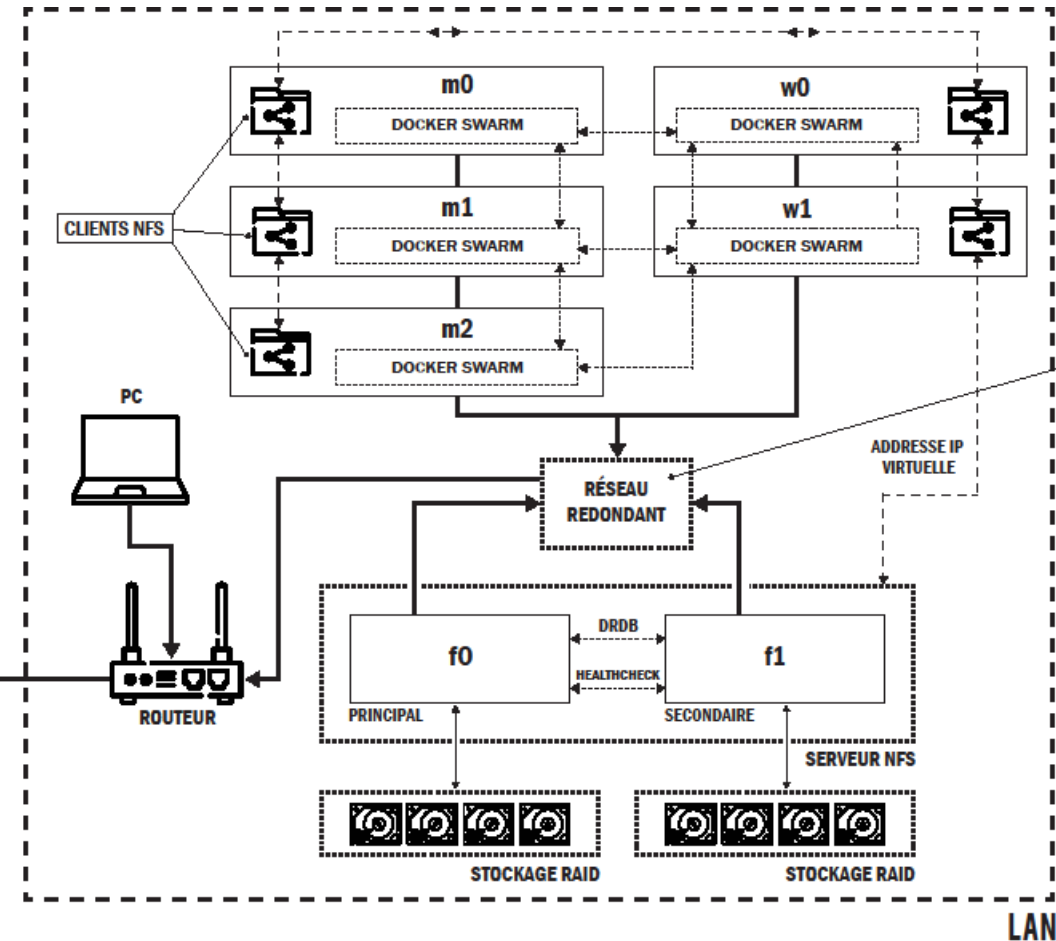 m0
DOCKER SWARM
w0
DOCKER SWARM
CLIENTS NFS
m1
DOCKER SWARM
w1
DOCKER SWARM
m2
DOCKER SWARM
PC
ADDRESSE IP
VIRTUELLE
RÉSEAU
REDONDANT
f0
DRDB
HEALTHCHECK
f1
PRINCIPAL
SECONDAIRE
ROUTEUR
SERVEUR NFS
STOCKAGE RAID
STOCKAGE RAID
LAN